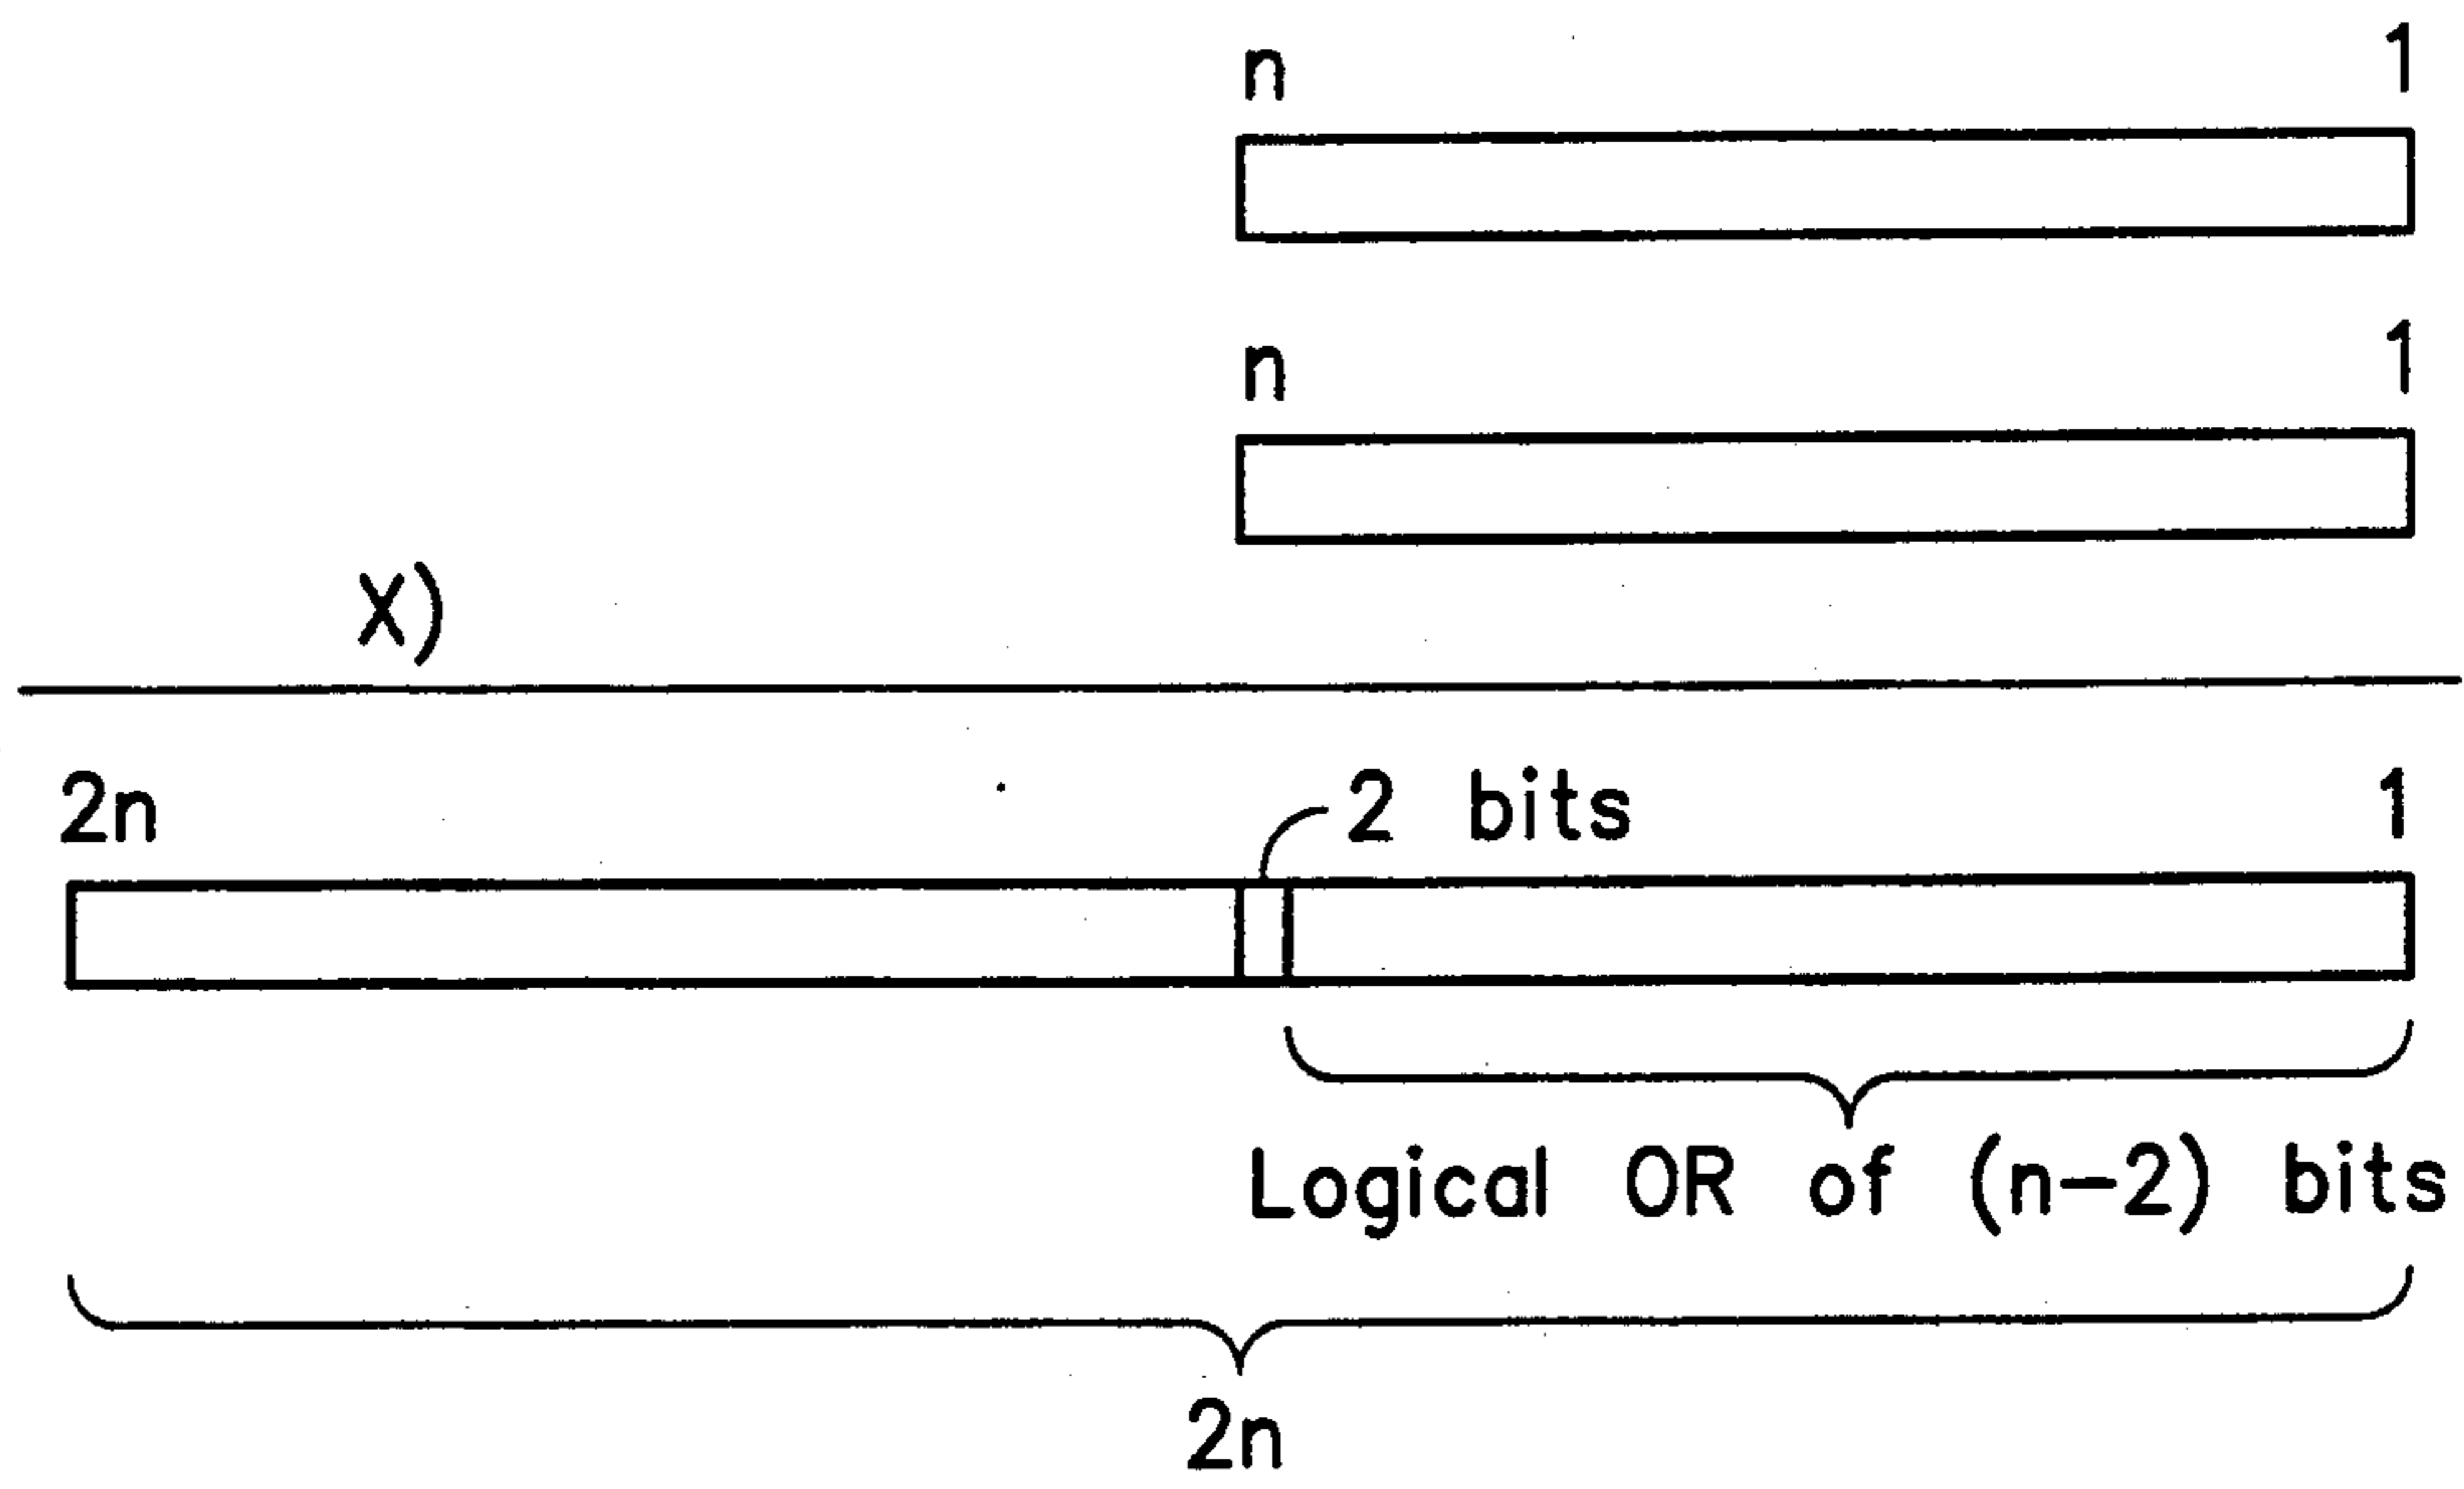 n 1
n 1
X)
2n 2 bits 1
Logical OR of (n-2) bits
2n